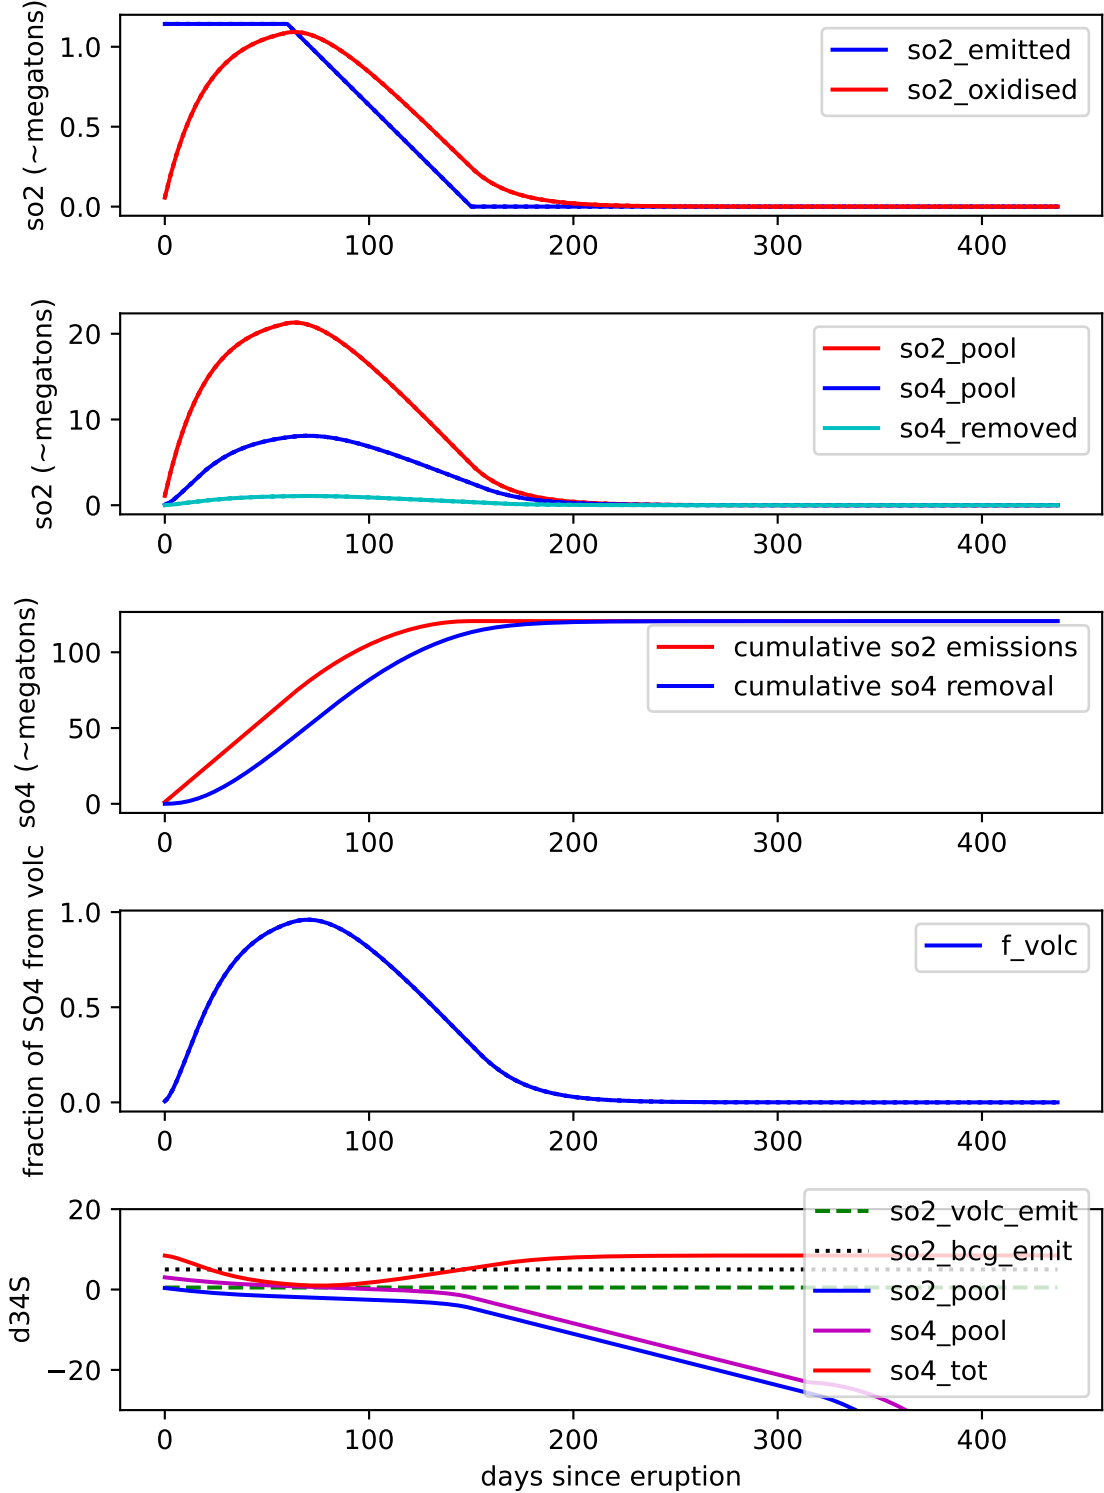 so2 (~megatons)
1.0
0.5
0.0
so2_emitted
so2_oxidised
0 100 200 300 400
so2 (~megatons)
20
10
0
so2_pool
so4_pool
so4_removed
0 100 200 300 400
so4 (~megatons)
100
50
0
cumulative so2 emissions
cumulative so4 removal
0 100 200 300 400
fraction of SO4 from volc
1.0
0.5
0.0
f_volc
0 100 200 300 400
d34S
20
0
−20
so2_volc_emit
so2_bcg_emit
so2_pool
so4_pool
so4_tot
0 100 200 300 400
days since eruption